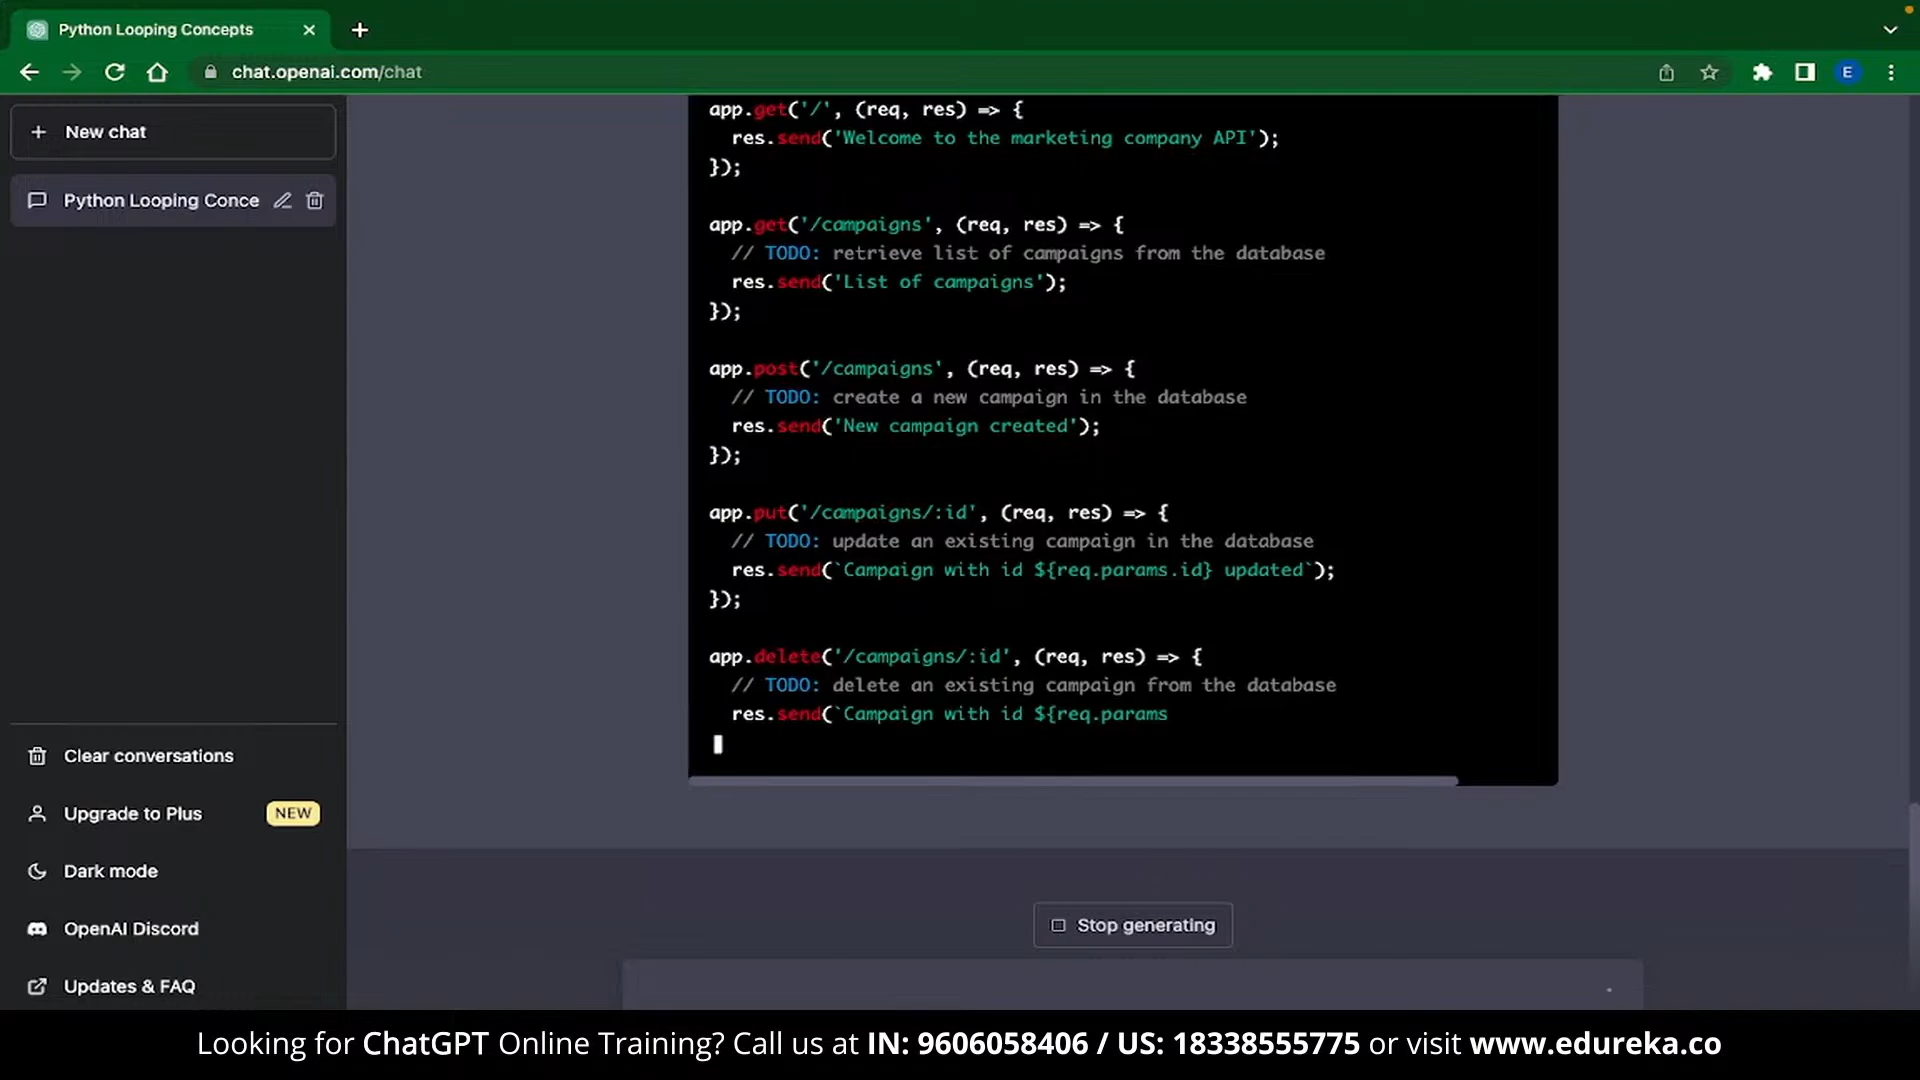 Python Looping Concepts
chat.openai.com/chat
E
New chat
Python Looping Conce
app.get('/', (req, res) => {
res.send('Welcome to the marketing company API');
});
app.get('/campaigns', (req, res) => {
// TODO: retrieve list of campaigns from the database
res.send('List of campaigns');
});
app.post('/campaigns', (req, res) => {
// TODO: create a new campaign in the database
res.send('New campaign created');
});
app.put('/campaigns/:id', (req, res) => {
// TODO: update an existing campaign in the database
res.send(`Campaign with id ${req.params.id} updated`);
});
app.delete('/campaigns/:id', (req, res) => {
// TODO: delete an existing campaign from the database
res.send(`Campaign with id ${req.params
Clear conversations
Upgrade to Plus NEW
Dark mode
OpenAI Discord
Updates & FAQ
Stop generating
Looking for ChatGPT Online Training? Call us at IN: 9606058406 / US: 18338555775 or visit www.edureka.co